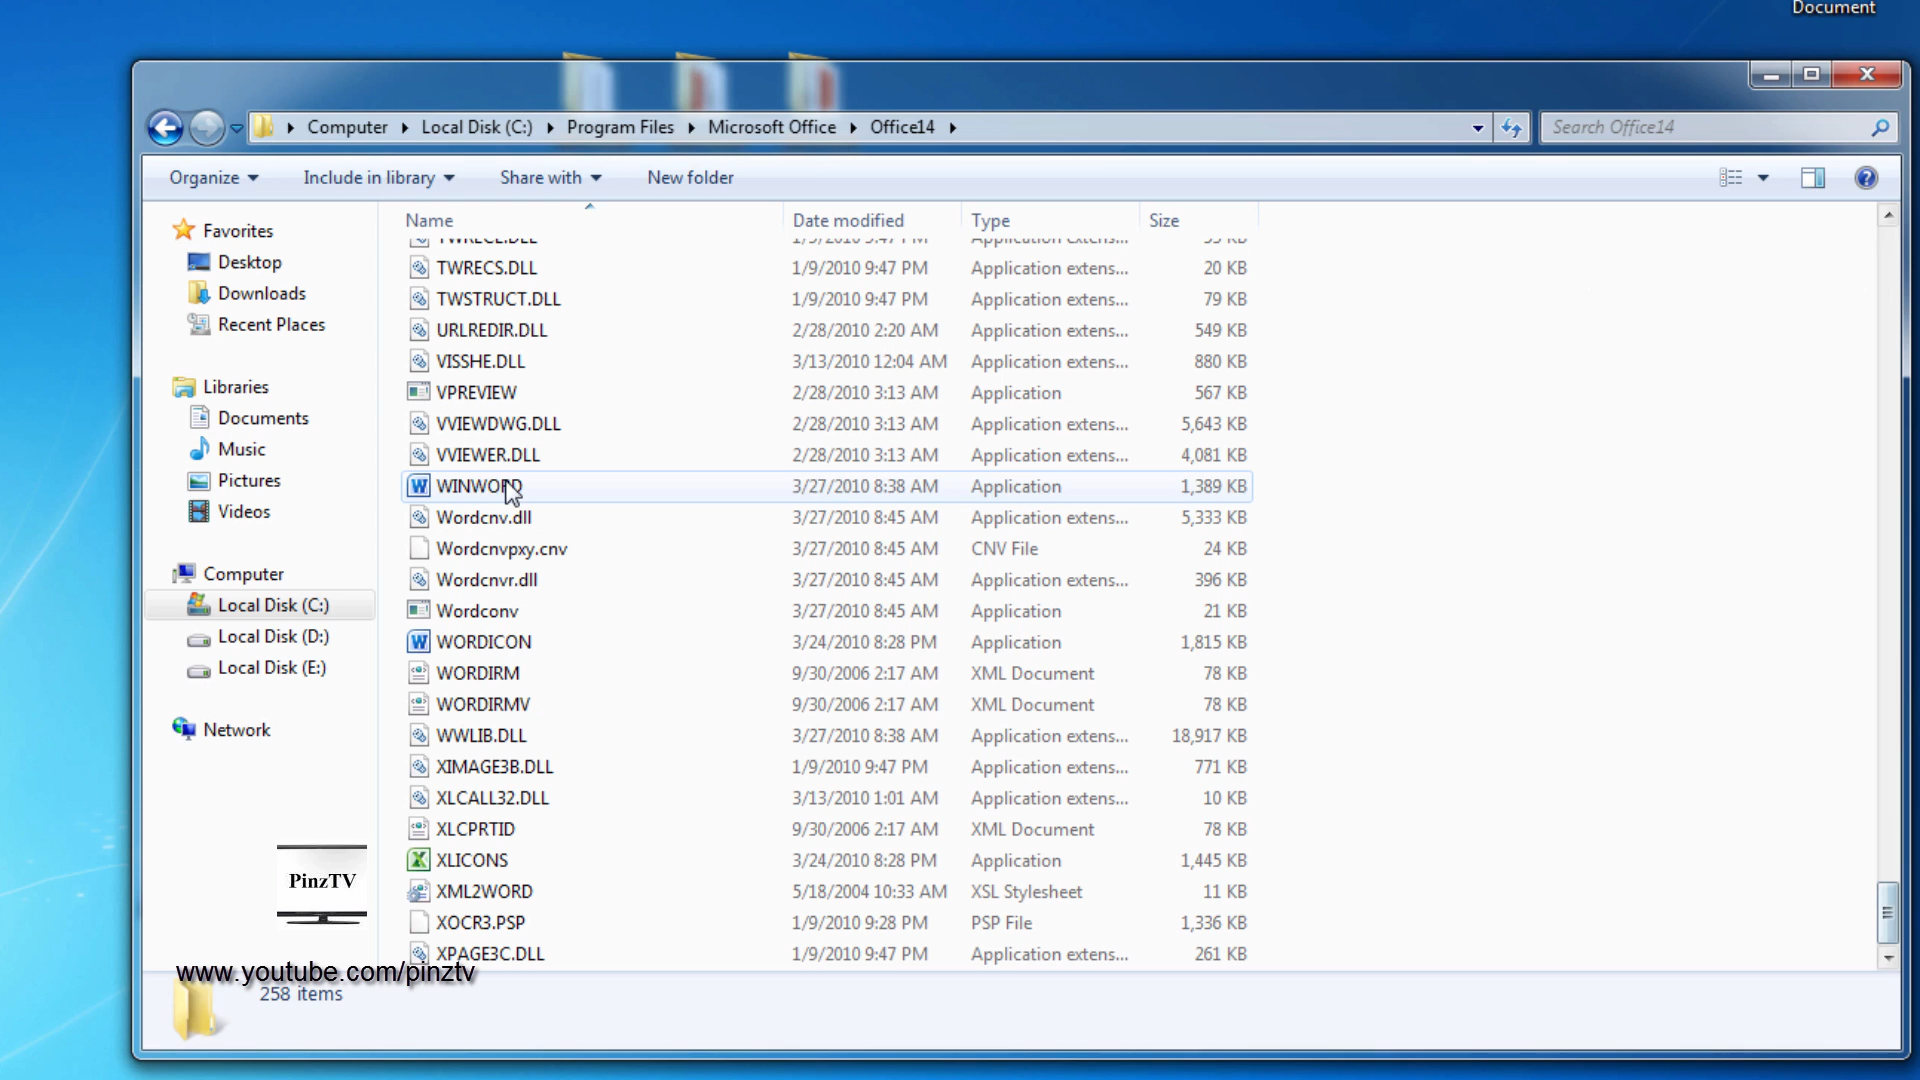 Document
Computer Local Disk (C:) Program Files Microsoft Office Office14
Search Office14
Organize Include in library Share with New folder
Name Date modified Type Size
Favorites
Desktop
Downloads
Recent Places
Libraries
Documents
Music
Pictures
Videos
Computer
Local Disk (C:)
Local Disk (D:)
Local Disk (E:)
Network
TWRECS.DLL 1/9/2010 9:47 PM Application extens... 20 KB
TWSTRUCT.DLL 1/9/2010 9:47 PM Application extens... 79 KB
URLREDIR.DLL 2/28/2010 2:20 AM Application extens... 549 KB
VISSHE.DLL 3/13/2010 12:04 AM Application extens... 880 KB
VPREVIEW 2/28/2010 3:13 AM Application 567 KB
VVIEWDWG.DLL 2/28/2010 3:13 AM Application extens... 5,643 KB
VVIEWER.DLL 2/28/2010 3:13 AM Application extens... 4,081 KB
WINWORD 3/27/2010 8:38 AM Application 1,389 KB
Wordcnv.dll 3/27/2010 8:45 AM Application extens... 5,333 KB
Wordcnvpxy.cnv 3/27/2010 8:45 AM CNV File 24 KB
Wordcnvr.dll 3/27/2010 8:45 AM Application extens... 396 KB
Wordconv 3/27/2010 8:45 AM Application 21 KB
WORDICON 3/24/2010 8:28 PM Application 1,815 KB
WORDIRM 9/30/2006 2:17 AM XML Document 78 KB
WORDIRMV 9/30/2006 2:17 AM XML Document 78 KB
WWLIB.DLL 3/27/2010 8:38 AM Application extens... 18,917 KB
XIMAGE3B.DLL 1/9/2010 9:47 PM Application extens... 771 KB
XLCALL32.DLL 3/13/2010 1:01 AM Application extens... 10 KB
XLCPRTID 9/30/2006 2:17 AM XML Document 78 KB
XLICONS 3/24/2010 8:28 PM Application 1,445 KB
XML2WORD 5/18/2004 10:33 AM XSL Stylesheet 11 KB
XOCR3.PSP 1/9/2010 9:28 PM PSP File 1,336 KB
XPAGE3C.DLL 1/9/2010 9:47 PM Application extens... 261 KB
PinzTV
www.youtube.com/pinztv
258 items